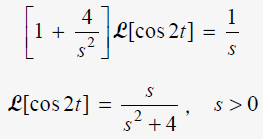 [1 + 4/s²] ℒ[cos 2t] = 1/s
ℒ[cos 2t] = s/(s² + 4) , s > 0